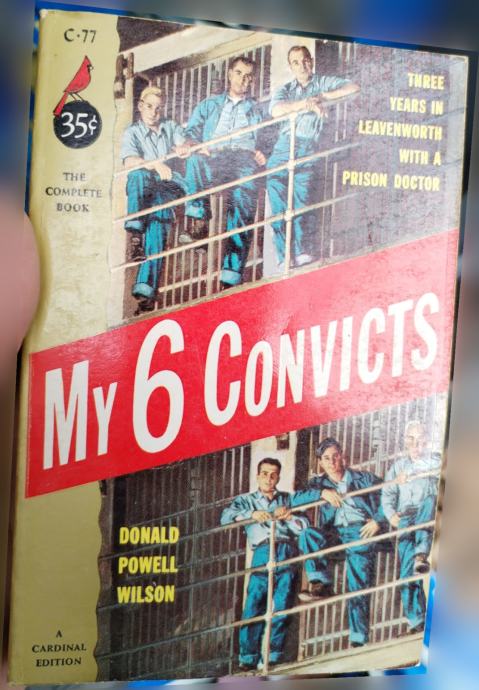 C·77
35¢
THE
COMPLETE
BOOK
THREE
YEARS IN
LEAVENWORTH
WITH A
PRISON DOCTOR
MY 6 CONVICTS
DONALD
POWELL
WILSON
A
CARDINAL
EDITION